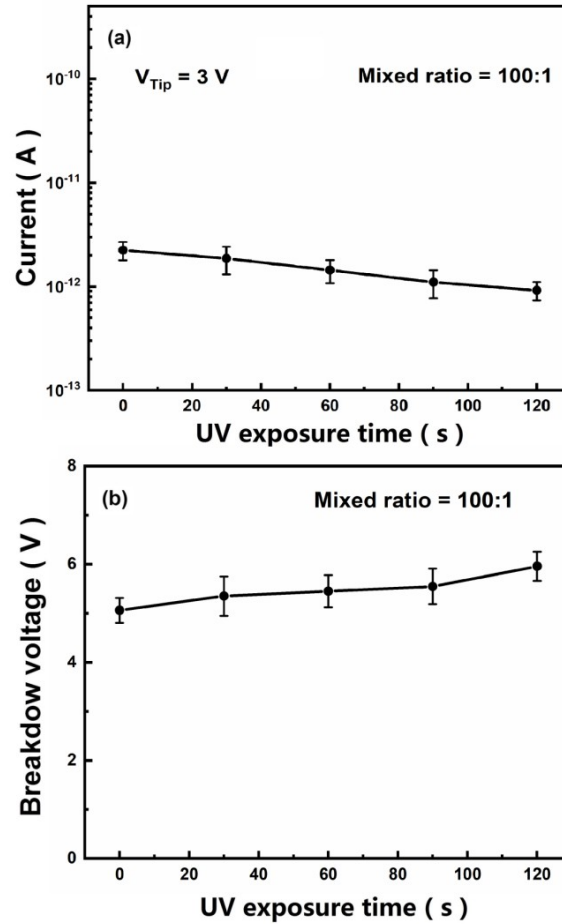 (a)
V_Tip = 3 V
Mixed ratio = 100:1
Current ( A )
10^-10
10^-11
10^-12
10^-13
0 20 40 60 80 100 120
UV exposure time ( s )
(b)
Mixed ratio = 100:1
Breakdow voltage ( V )
8
6
4
2
0
0 20 40 60 80 100 120
UV exposure time ( s )